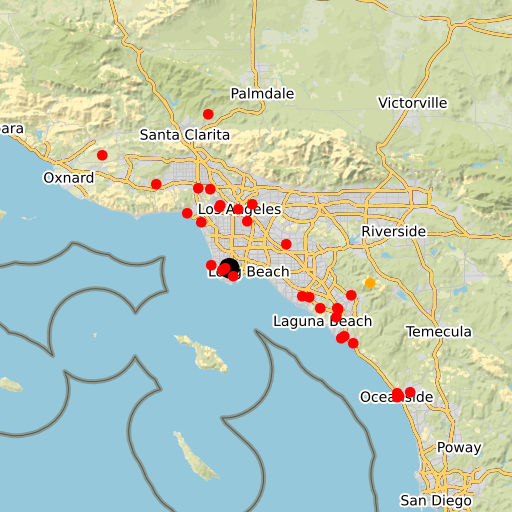 Palmdale
Victorville
ara
Santa Clarita
Oxnard
Los Angeles
Riverside
Long Beach
Laguna Beach
Temecula
Oceanside
Poway
San Diego